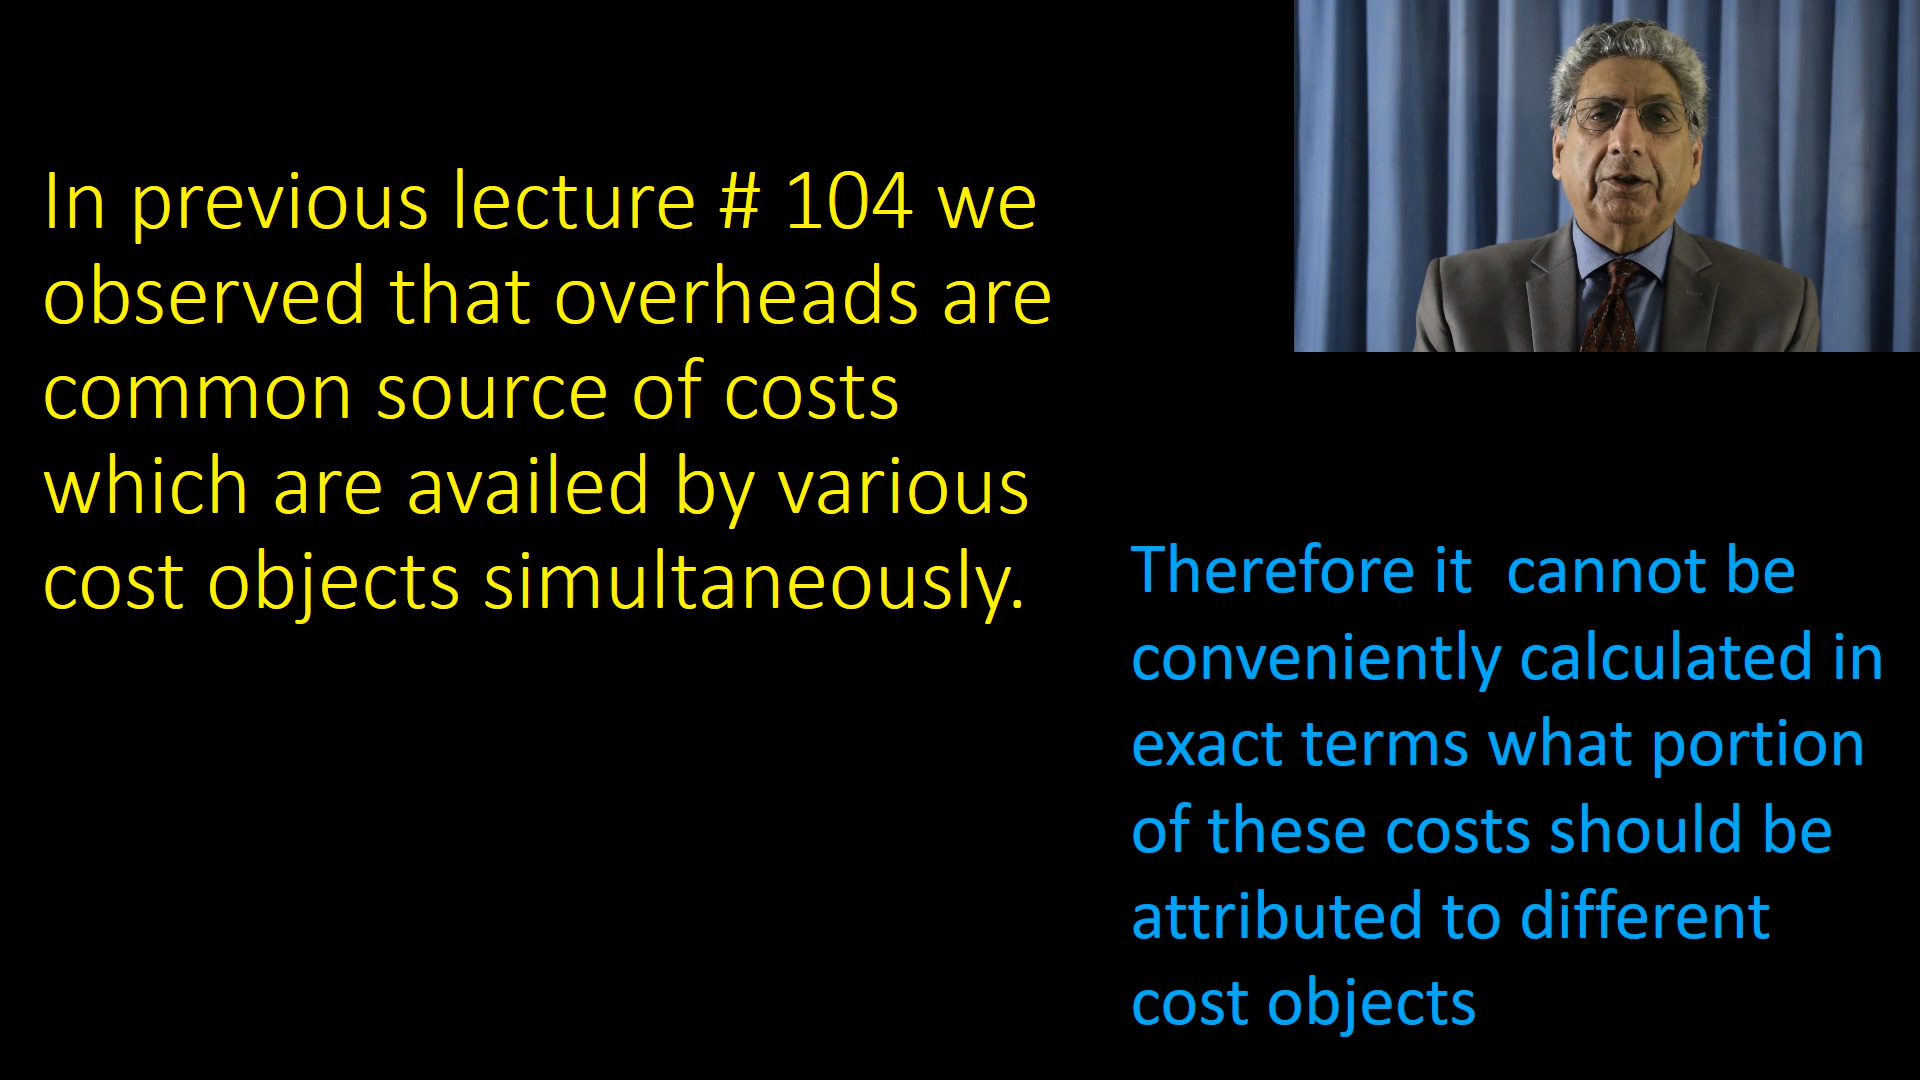 In previous lecture # 104 we
observed that overheads are
common source of costs
which are availed by various
cost objects simultaneously.
Therefore it  cannot be
conveniently calculated in
exact terms what portion
of these costs should be
attributed to different
cost objects